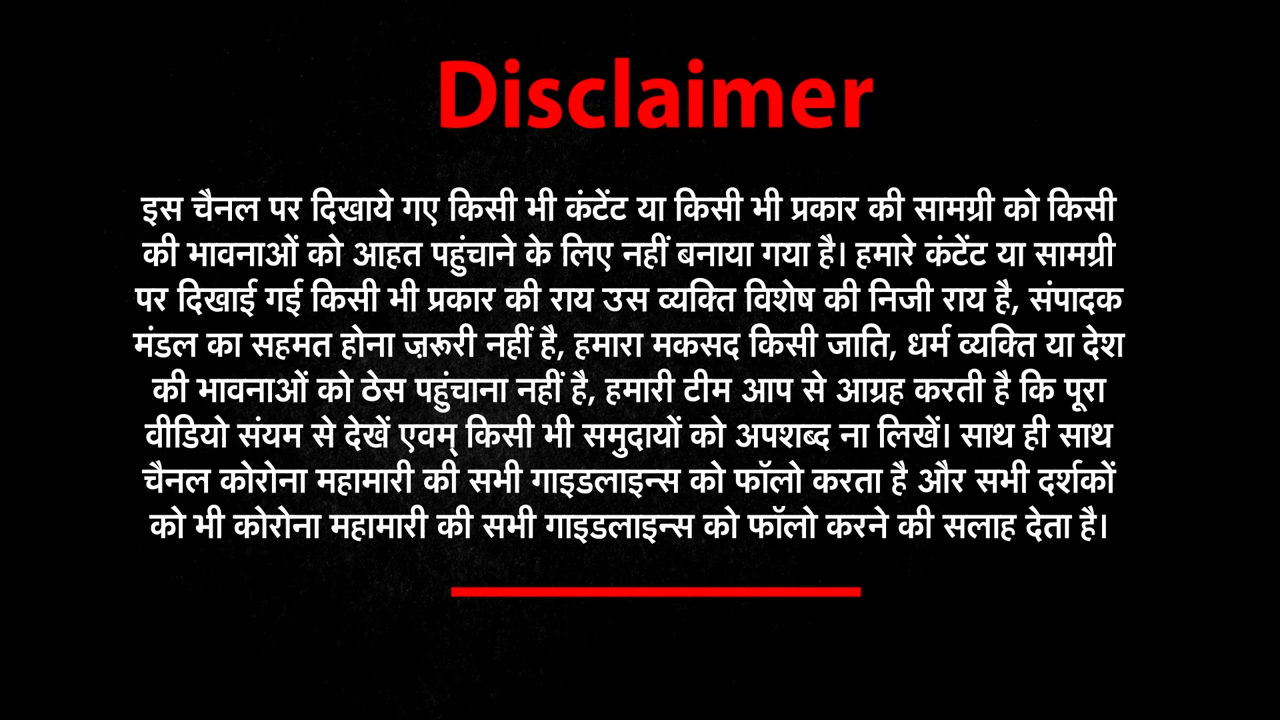 Disclaimer
इस चैनल पर दिखाये गए किसी भी कंटेंट या किसी भी प्रकार की सामग्री को किसी
की भावनाओं को आहत पहुंचाने के लिए नहीं बनाया गया है। हमारे कंटेंट या सामग्री
पर दिखाई गई किसी भी प्रकार की राय उस व्यक्ति विशेष की निजी राय है, संपादक
मंडल का सहमत होना ज़रूरी नहीं है, हमारा मकसद किसी जाति, धर्म व्यक्ति या देश
की भावनाओं को ठेस पहुंचाना नहीं है, हमारी टीम आप से आग्रह करती है कि पूरा
वीडियो संयम से देखें एवम् किसी भी समुदायों को अपशब्द ना लिखें। साथ ही साथ
चैनल कोरोना महामारी की सभी गाइडलाइन्स को फॉलो करता है और सभी दर्शकों
को भी कोरोना महामारी की सभी गाइडलाइन्स को फॉलो करने की सलाह देता है।